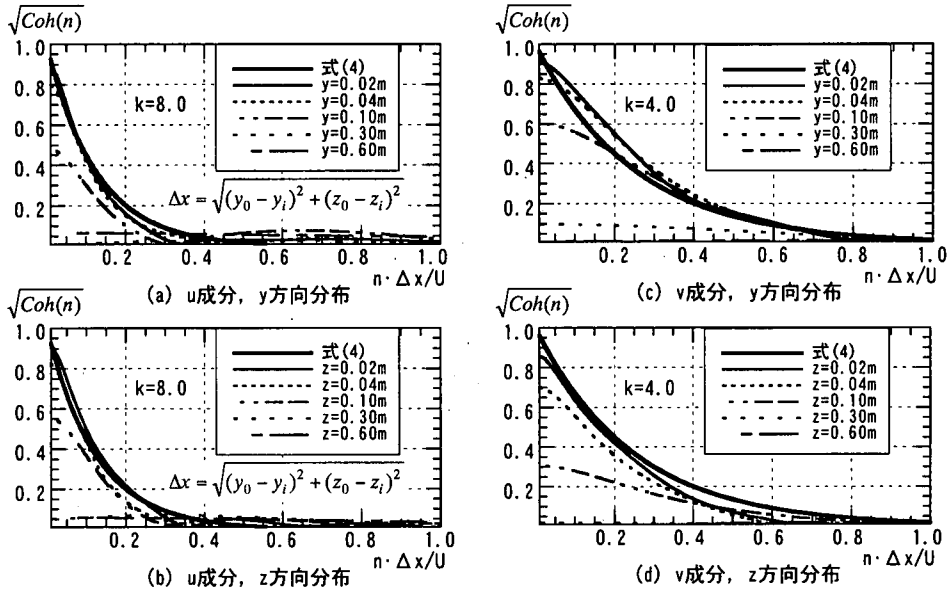 √Coh(n)
1.0
0.8
0.6
0.4
0.2
k=8.0
式(4)
y=0.02m
y=0.04m
y=0.10m
y=0.30m
y=0.60m
Δx = √(y₀ − yᵢ)² + (z₀ − zᵢ)²
0.2 0.4 0.6 0.8 1.0
n·Δx/U
(a) u成分, y方向分布
√Coh(n)
1.0
0.8
0.6
0.4
0.2
k=4.0
式(4)
y=0.02m
y=0.04m
y=0.10m
y=0.30m
y=0.60m
0.2 0.4 0.6 0.8 1.0
n·Δx/U
(c) v成分, y方向分布
√Coh(n)
1.0
0.8
0.6
0.4
0.2
k=8.0
式(4)
z=0.02m
z=0.04m
z=0.10m
z=0.30m
z=0.60m
Δx = √(y₀ − yᵢ)² + (z₀ − zᵢ)²
0.2 0.4 0.6 0.8 1.0
n·Δx/U
(b) u成分, z方向分布
√Coh(n)
1.0
0.8
0.6
0.4
0.2
k=4.0
式(4)
z=0.02m
z=0.04m
z=0.10m
z=0.30m
z=0.60m
0.2 0.4 0.6 0.8 1.0
n·Δx/U
(d) v成分, z方向分布